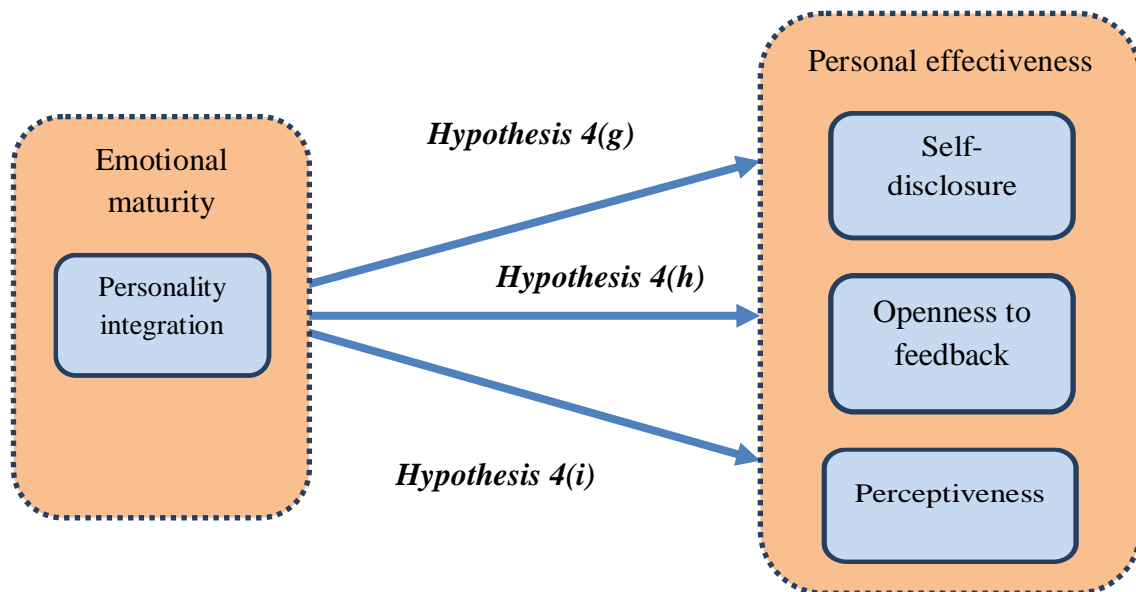 Emotional
maturity
Personality
integration
Hypothesis 4(g)
Hypothesis 4(h)
Hypothesis 4(i)
Personal effectiveness
Self-
disclosure
Openness to
feedback
Perceptiveness